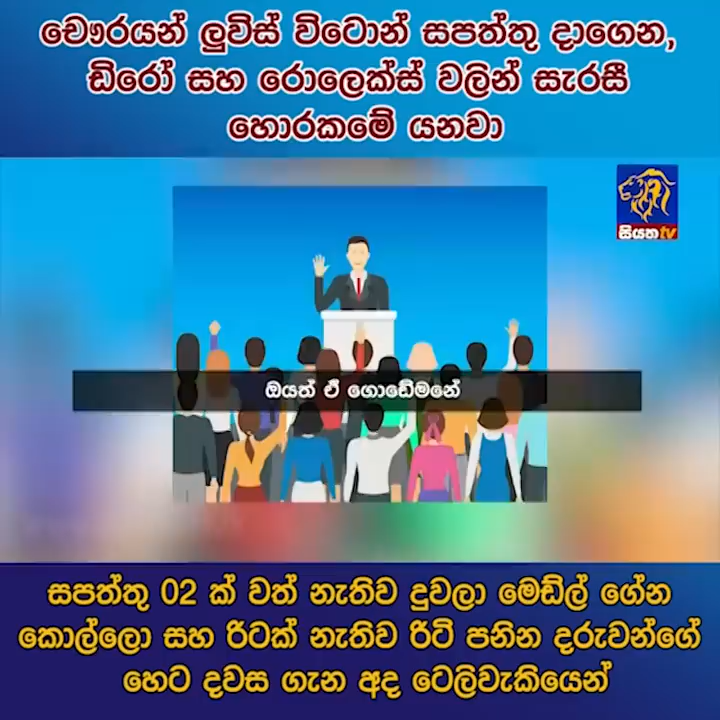 චෞරයන් ලුවිස් විටොන් සපත්තු දාගෙන,
ඩිරෝ සහ රොලෙක්ස් වලින් සැරසී
හොරකමේ යනවා
සියත tv
ඔයත් ඒ ගොඩේමනේ
සපත්තු 02 ක් වත් නැතිව දුවලා මෙඩ්ල් ගේන
කොල්ලො සහ රිටක් නැතිව රිටි පනින දරුවන්ගේ
හෙට දවස ගැන අද ටෙලිවැකියෙන්